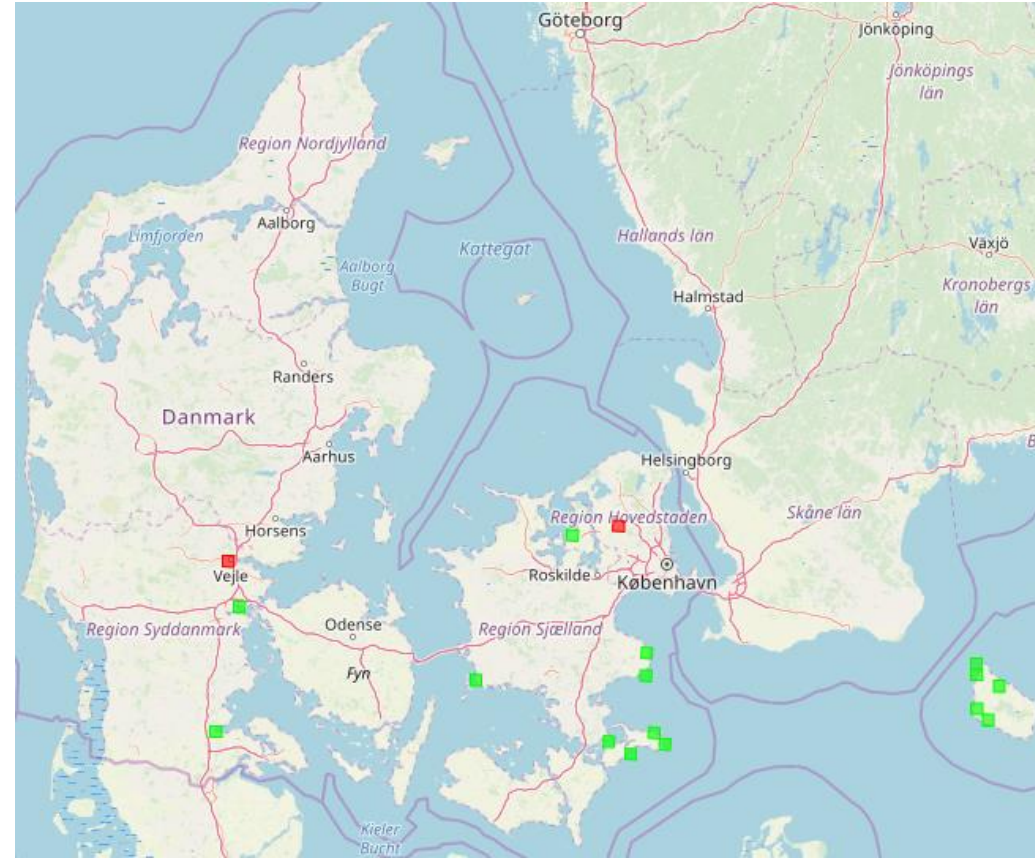 Göteborg
Jönköping
Jönköpings
län
Region Nordjylland
Aalborg
Limfjorden
Kattegat
Hallands län
Växjö
Aalborg
Bugt
Kronobergs
län
Halmstad
Randers
Danmark
Aarhus
B
Helsingborg
Horsens
Region Hovedstaden
Skåne län
Vejle
Roskilde
København
Region Syddanmark
Odense
Region Sjælland
Fyn
Kieler
Bucht